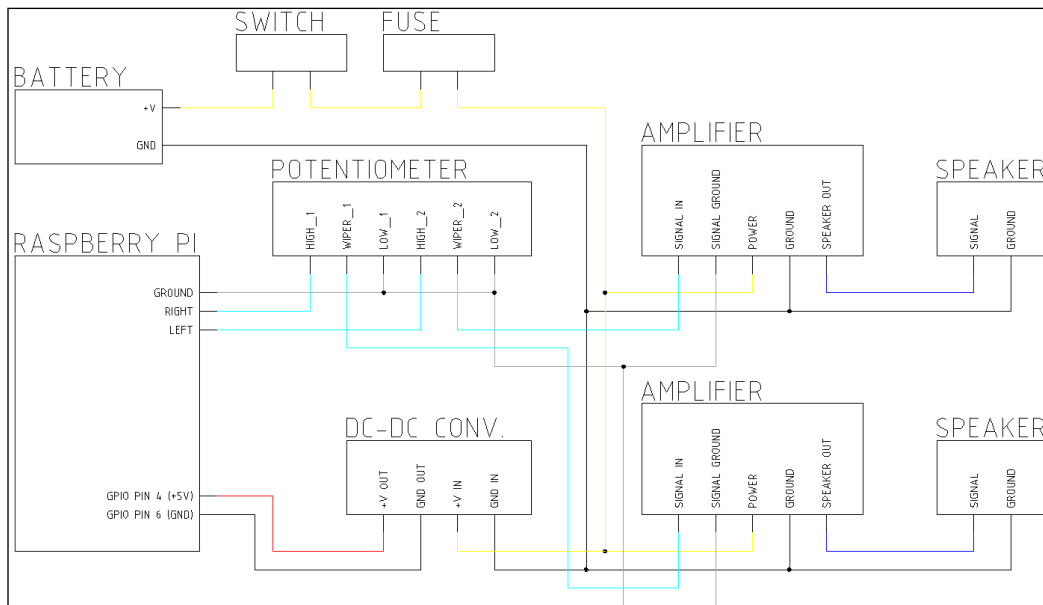 SWITCH
FUSE
BATTERY
+V
GND
AMPLIFIER
SIGNAL IN
SIGNAL GROUND
POWER
GROUND
SPEAKER OUT
SPEAKER
SIGNAL
GROUND
POTENTIOMETER
HIGH_1
WIPER_1
LOW_1
HIGH_2
WIPER_2
LOW_2
RASPBERRY PI
GROUND
RIGHT
LEFT
GPIO PIN 4 (+5V)
GPIO PIN 6 (GND)
DC-DC CONV.
+V OUT
GND OUT
+V IN
GND IN
AMPLIFIER
SIGNAL IN
SIGNAL GROUND
POWER
GROUND
SPEAKER OUT
SPEAKER
SIGNAL
GROUND